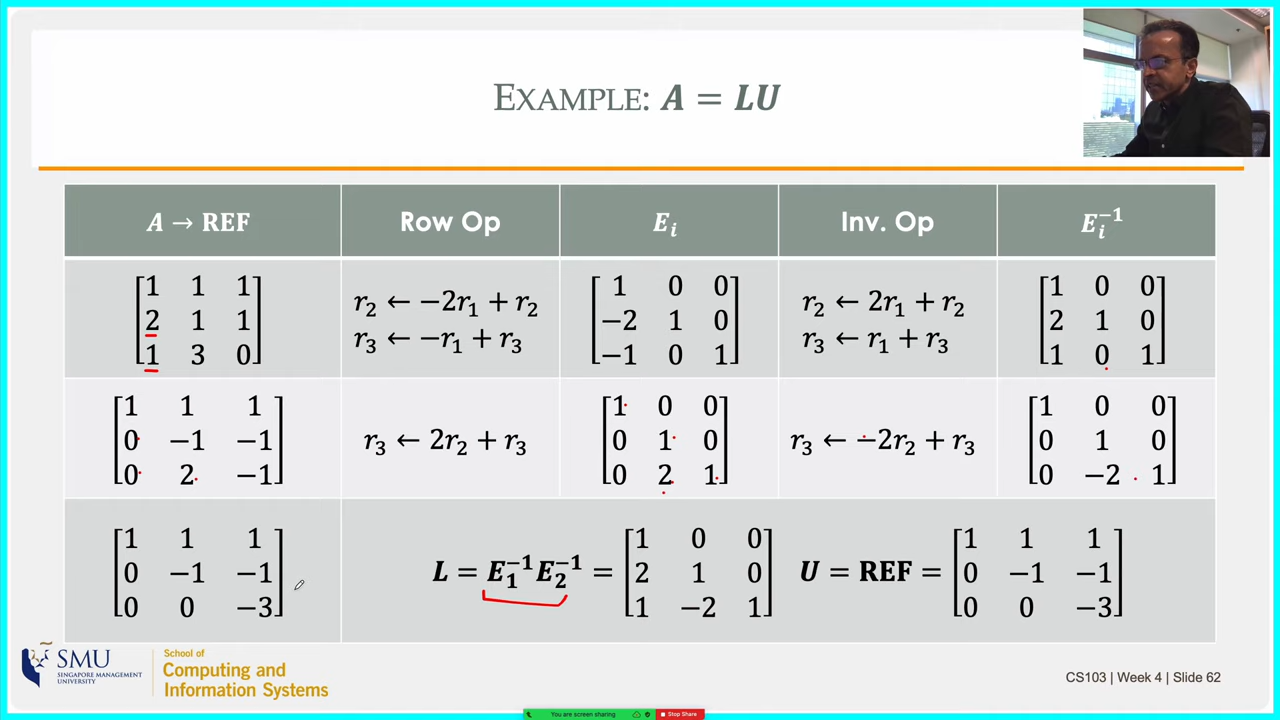 EXAMPLE: A = LU
A → REF Row Op E_i Inv. Op E_i^{-1}
[1 1 1] r₂ ← −2r₁ + r₂ [1 0 0] r₂ ← 2r₁ + r₂ [1 0 0]
[2 1 1] r₃ ← −r₁ + r₃ [−2 1 0] r₃ ← r₁ + r₃ [2 1 0]
[1 3 0] [−1 0 1] [1 0 1]
[1 1 1] [1 0 0] [1 0 0]
[0 −1 −1] r₃ ← 2r₂ + r₃ [0 1 0] r₃ ← −2r₂ + r₃ [0 1 0]
[0 2 −1] [0 2 1] [0 −2 1]
[1 1 1] [1 0 0] [1 1 1]
[0 −1 −1] L = E₁^{-1}E₂^{-1} = [2 1 0] U = REF = [0 −1 −1]
[0 0 −3] [1 −2 1] [0 0 −3]
SMU
SINGAPORE MANAGEMENT
UNIVERSITY
School of
Computing and
Information Systems
CS103 | Week 4 | Slide 62
You are screen sharing Stop Share